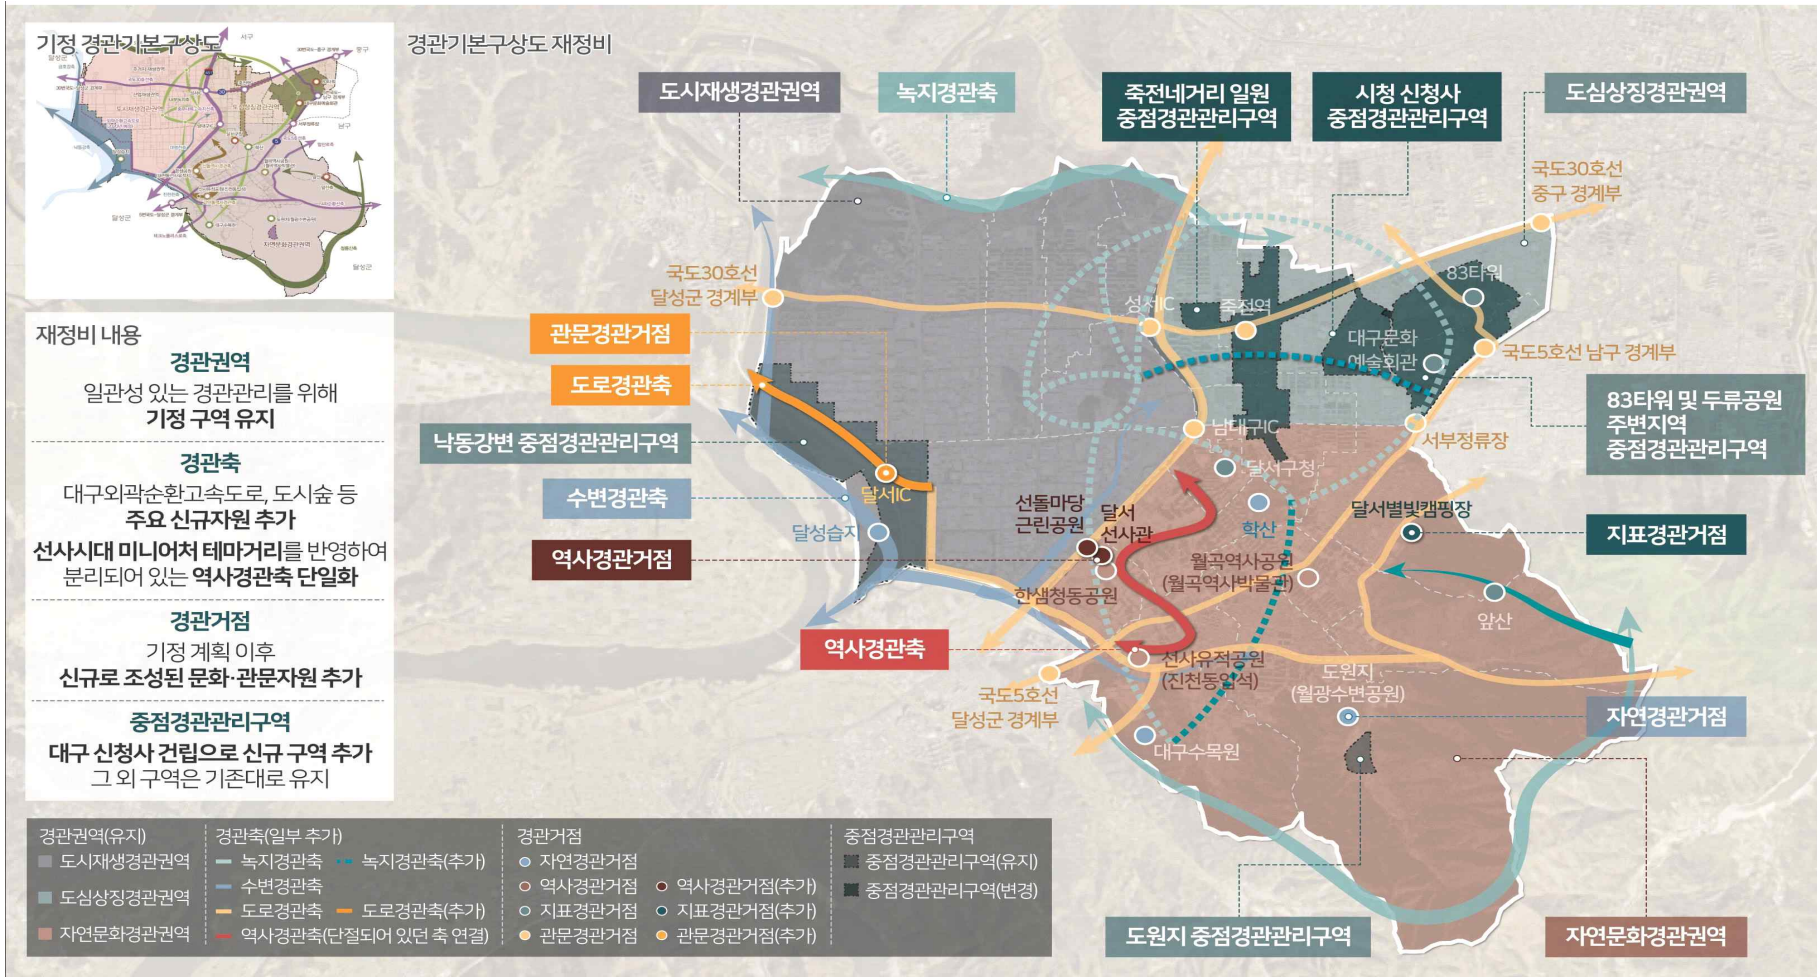 기정 경관기본구상도
서구
중구
달성군
남구
달성군
달성군
도시재생경관권역
자연문화경관권역
경관기본구상도 재정비
재정비 내용
경관권역
일관성 있는 경관관리를 위해
기정 구역 유지
경관축
대구외곽순환고속도로, 도시숲 등
주요 신규자원 추가
선사시대 미니어처 테마거리를 반영하여
분리되어 있는 역사경관축 단일화
경관거점
기정 계획 이후
신규로 조성된 문화·관문자원 추가
중점경관관리구역
대구 신청사 건립으로 신규 구역 추가
그 외 구역은 기존대로 유지
도시재생경관권역
녹지경관축
죽전네거리 일원
중점경관관리구역
시청 신청사
중점경관관리구역
도심상징경관권역
국도30호선
중구 경계부
국도30호선
달성군 경계부
83타워
성서IC
죽전역
대구문화
예술회관
국도5호선 남구 경계부
관문경관거점
도로경관축
83타워 및 두류공원
주변지역
중점경관관리구역
낙동강변 중점경관관리구역
남대구IC
서부정류장
달서구청
달서IC
수변경관축
선돌마당
근린공원
달서
선사관
학산
달서별빛캠핑장
지표경관거점
달성습지
역사경관거점
월곡역사공원
(월곡역사박물관)
한샘청동공원
앞산
역사경관축
선사유적공원
(진천동입석)
도원지
(월광수변공원)
국도5호선
달성군 경계부
자연경관거점
대구수목원
도원지 중점경관관리구역
자연문화경관권역
경관권역(유지)
도시재생경관권역
도심상징경관권역
자연문화경관권역
경관축(일부 추가)
녹지경관축
녹지경관축(추가)
수변경관축
도로경관축
도로경관축(추가)
역사경관축(단절되어 있던 축 연결)
경관거점
자연경관거점
역사경관거점
역사경관거점(추가)
지표경관거점
지표경관거점(추가)
관문경관거점
관문경관거점(추가)
중점경관관리구역
중점경관관리구역(유지)
중점경관관리구역(변경)